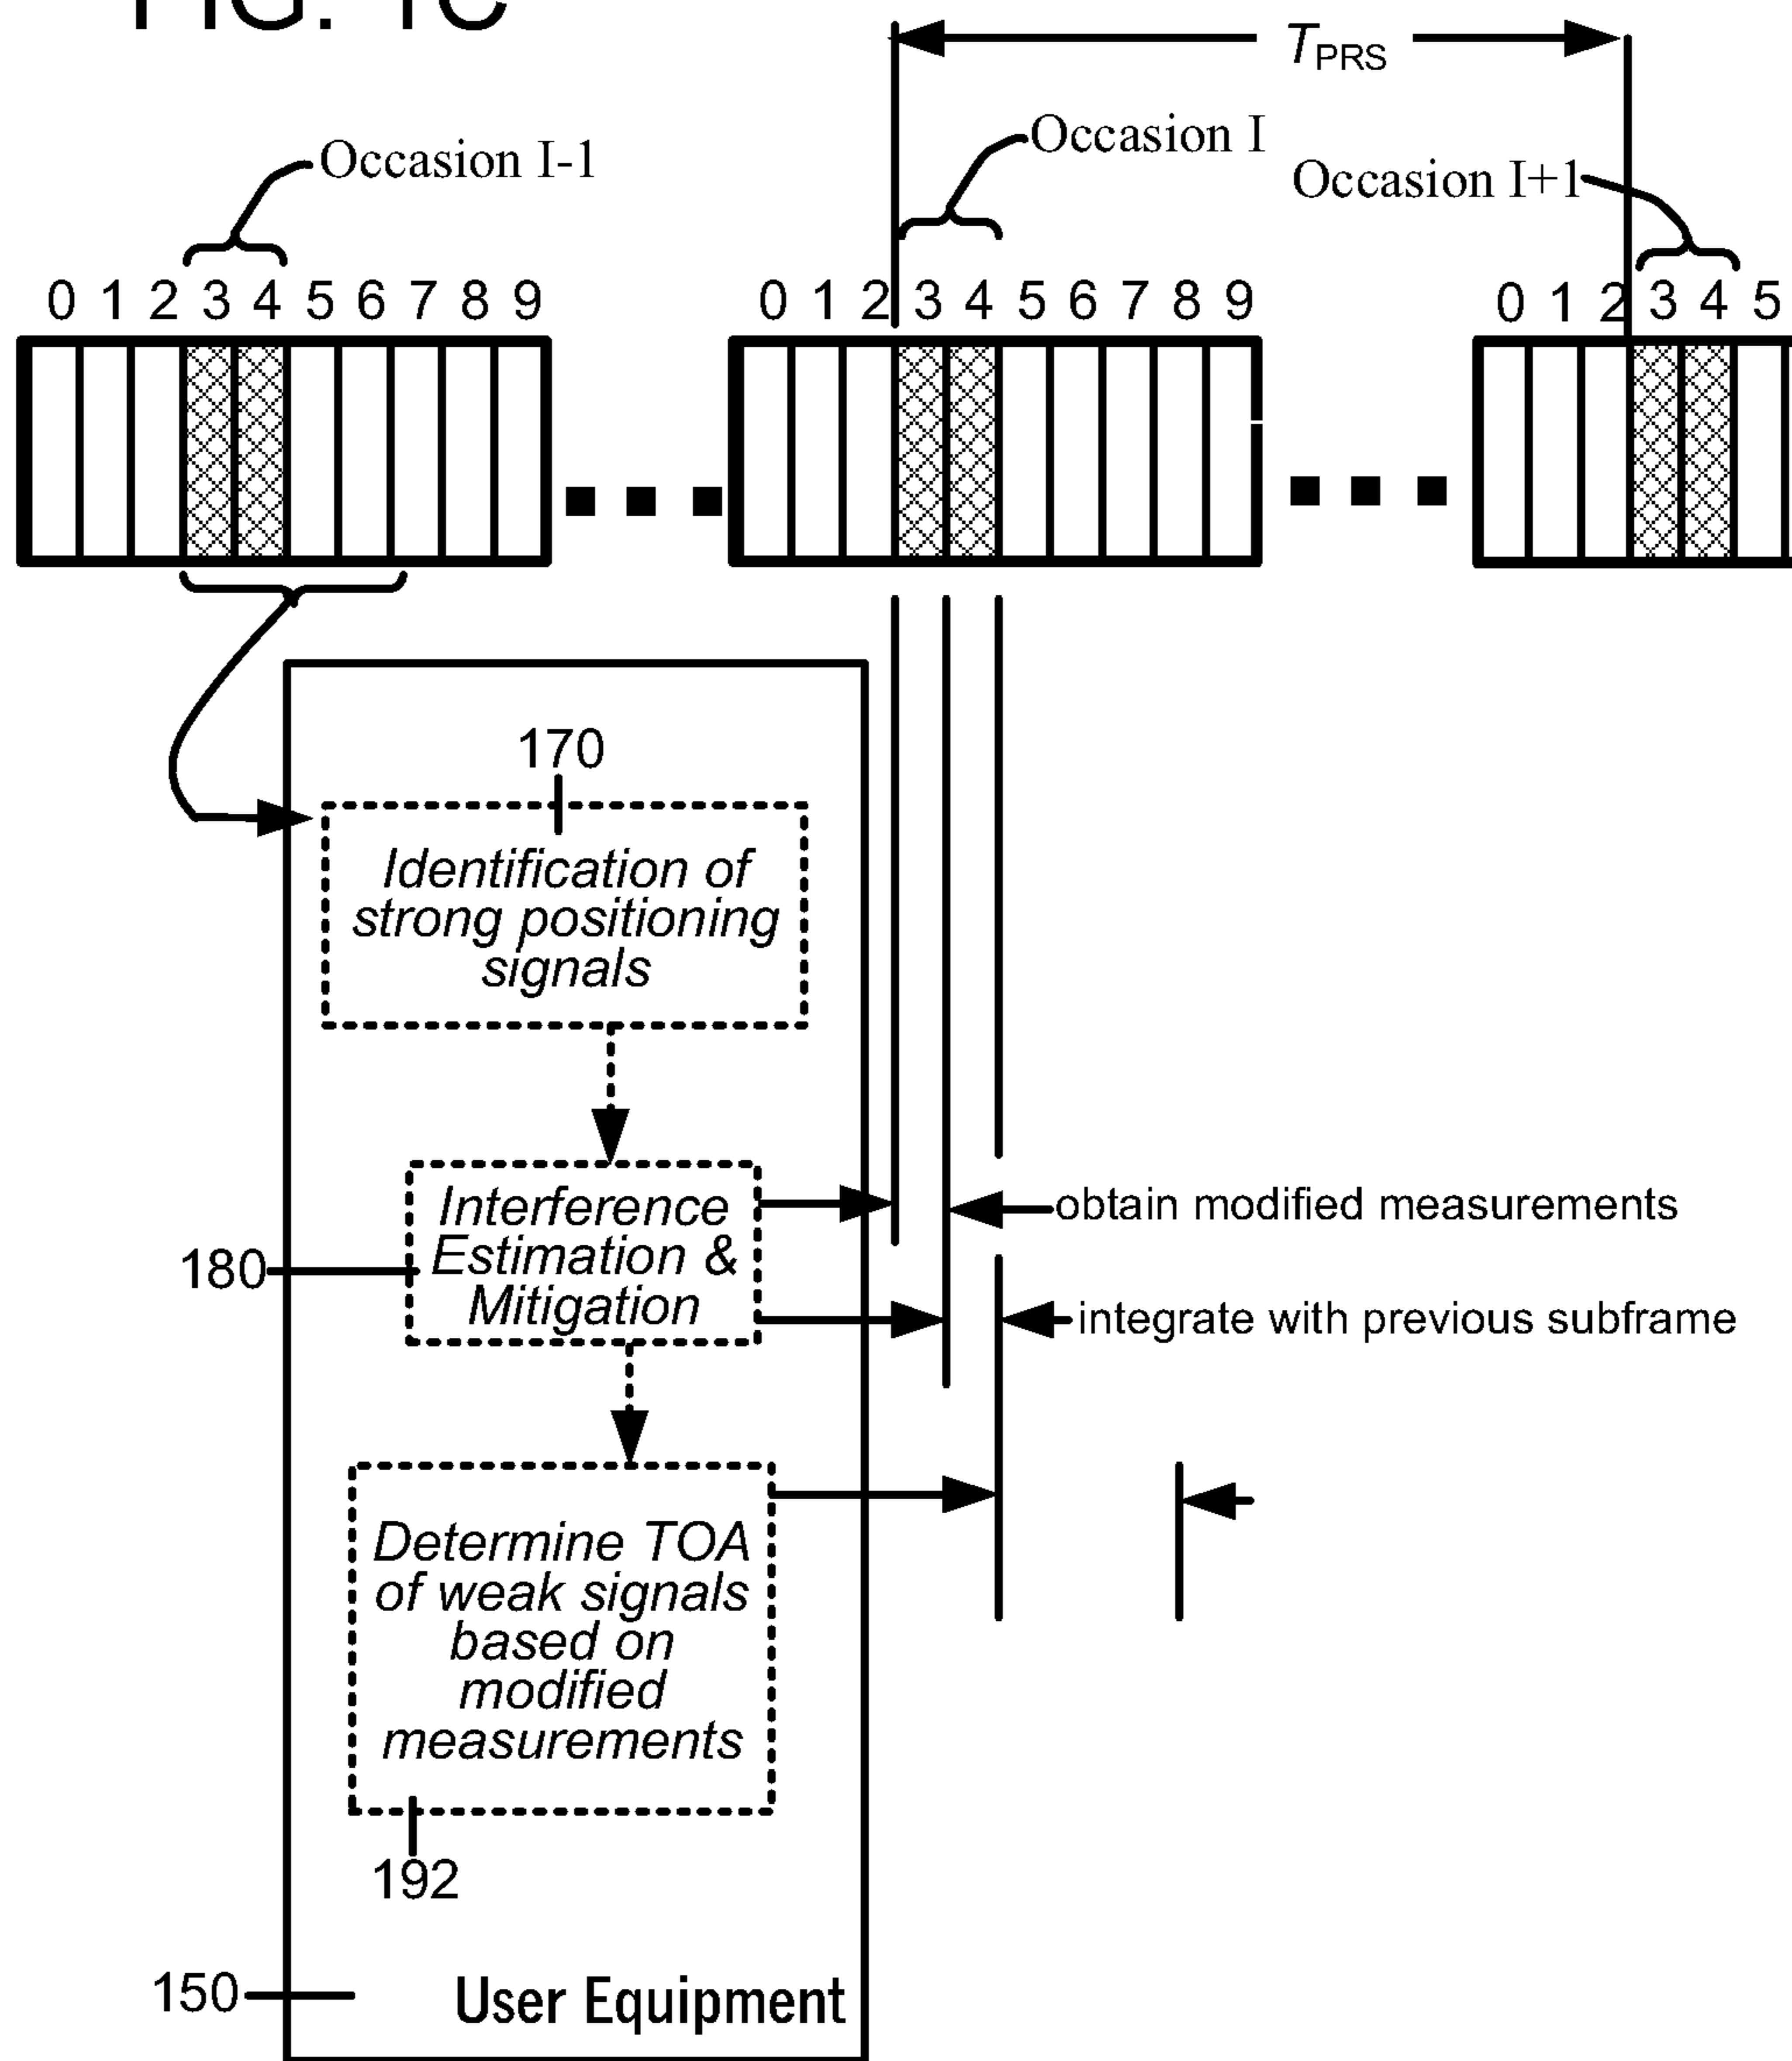 FIG. 1C
TPRS
Occasion I-1
Occasion I
Occasion I+1
0 1 2 3 4 5 6 7 8 9
0 1 2 3 4 5 6 7 8 9
0 1 2 3 4 5
170
Identification of
strong positioning
signals
Interference
Estimation &
Mitigation
180
obtain modified measurements
integrate with previous subframe
Determine TOA
of weak signals
based on
modified
measurements
192
150
User Equipment